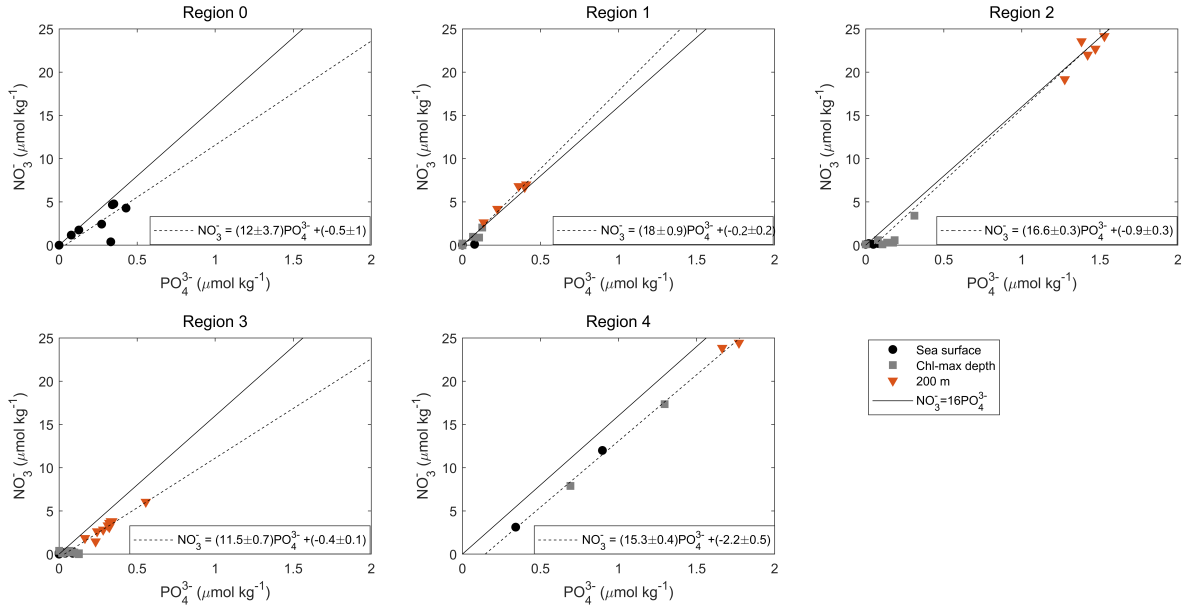 Region 0
25
20
15
10
5
0
NO₃⁻ (μmol kg⁻¹)
NO₃⁻ = (12±3.7)PO₄³⁻ +(-0.5±1)
0 0.5 1 1.5 2
PO₄³⁻ (μmol kg⁻¹)
Region 1
25
20
15
10
5
0
NO₃⁻ (μmol kg⁻¹)
NO₃⁻ = (18±0.9)PO₄³⁻ +(-0.2±0.2)
0 0.5 1 1.5 2
PO₄³⁻ (μmol kg⁻¹)
Region 2
25
20
15
10
5
0
NO₃⁻ (μmol kg⁻¹)
NO₃⁻ = (16.6±0.3)PO₄³⁻ +(-0.9±0.3)
0 0.5 1 1.5 2
PO₄³⁻ (μmol kg⁻¹)
Region 3
25
20
15
10
5
0
NO₃⁻ (μmol kg⁻¹)
NO₃⁻ = (11.5±0.7)PO₄³⁻ +(-0.4±0.1)
0 0.5 1 1.5 2
PO₄³⁻ (μmol kg⁻¹)
Region 4
25
20
15
10
5
0
NO₃⁻ (μmol kg⁻¹)
NO₃⁻ = (15.3±0.4)PO₄³⁻ +(-2.2±0.5)
0 0.5 1 1.5 2
PO₄³⁻ (μmol kg⁻¹)
Sea surface
Chl-max depth
200 m
NO₃⁻=16PO₄³⁻